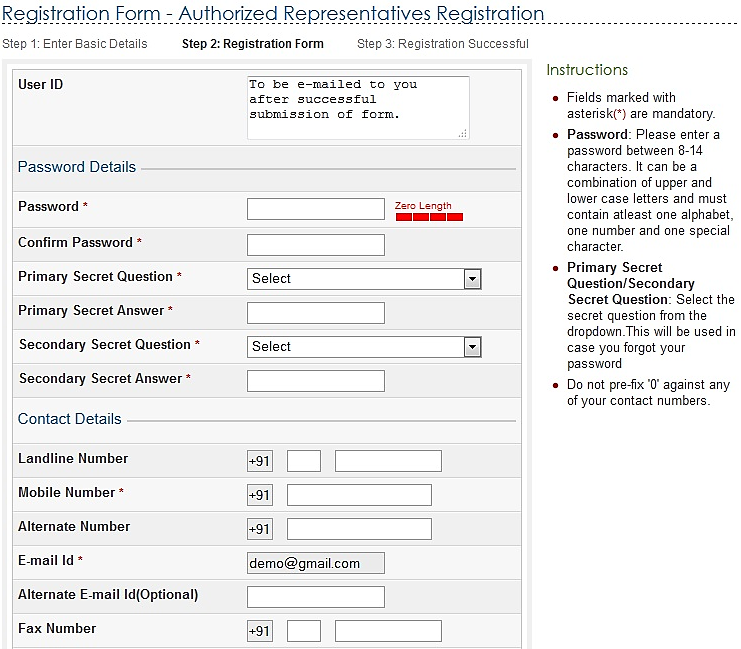 Registration Form - Authorized Representatives Registration
Step 1: Enter Basic Details Step 2: Registration Form Step 3: Registration Successful
User ID
To be e-mailed to you
after successful
submission of form.
Password Details
Password *
Zero Length
Confirm Password *
Primary Secret Question *
Select
Primary Secret Answer *
Secondary Secret Question *
Select
Secondary Secret Answer *
Contact Details
Landline Number
+91
Mobile Number *
+91
Alternate Number
+91
E-mail Id *
demo@gmail.com
Alternate E-mail Id(Optional)
Fax Number
+91
Instructions
Fields marked with
asterisk(*) are mandatory.
Password: Please enter a
password between 8-14
characters. It can be a
combination of upper and
lower case letters and must
contain atleast one alphabet,
one number and one special
character.
Primary Secret
Question/Secondary
Secret Question: Select the
secret question from the
dropdown.This will be used in
case you forgot your
password
Do not pre-fix '0' against any
of your contact numbers.